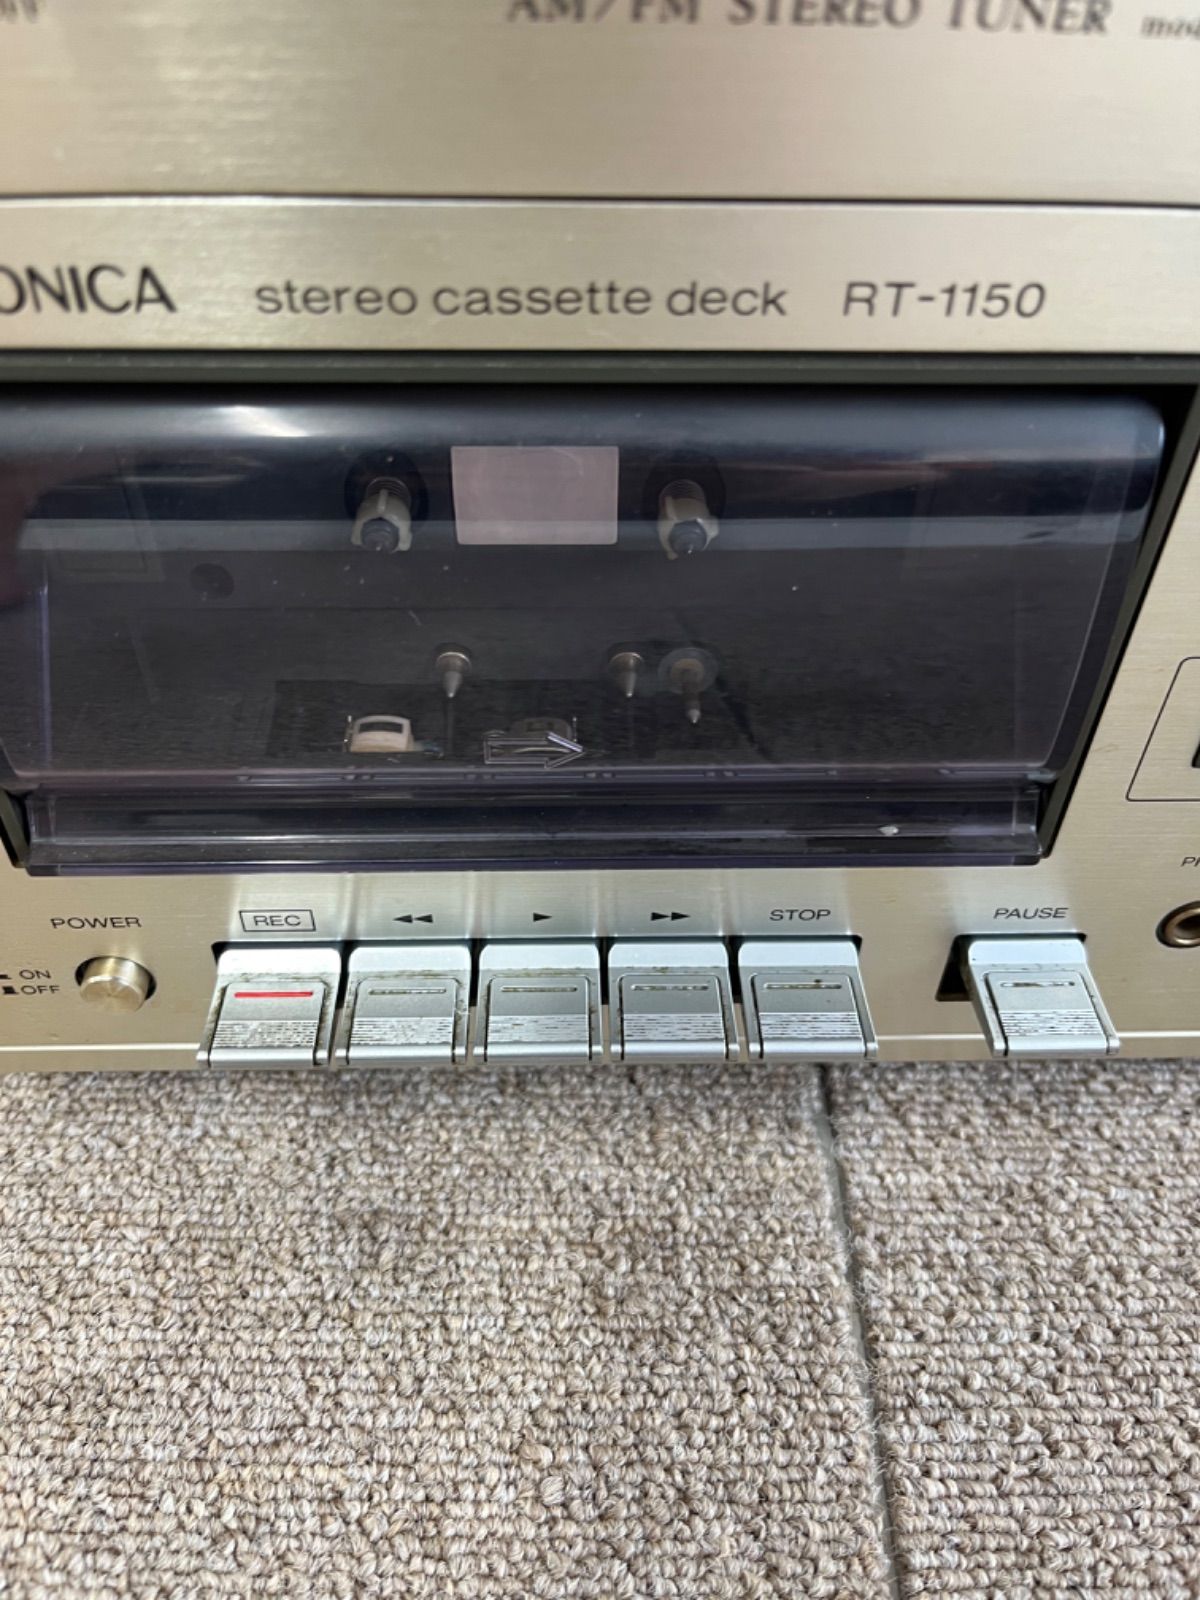 AM/FM STEREO TUNER
ONICA stereo cassette deck RT-1150
POWER REC ◄◄ ► ►► STOP PAUSE
ON
OFF